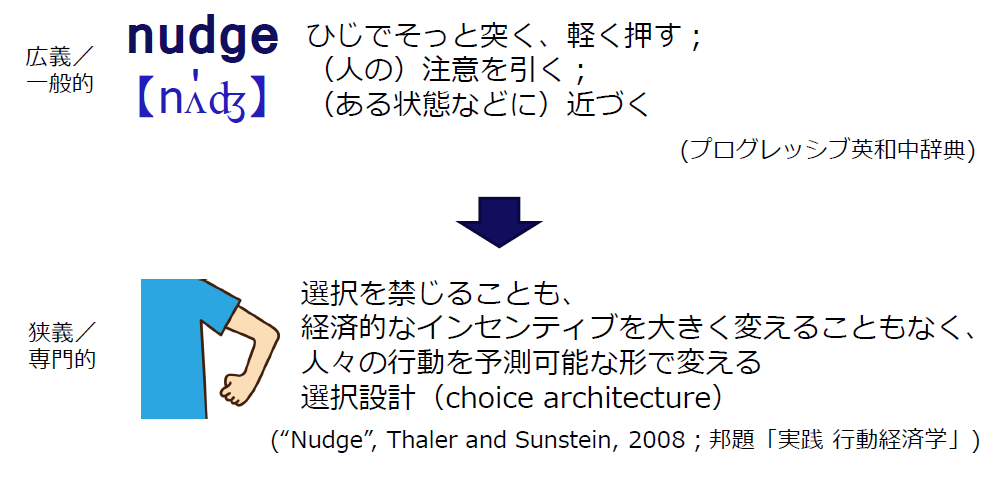 広義／
一般的
nudge
【nʌ́ʤ】
ひじでそっと突く、軽く押す；
（人の）注意を引く；
（ある状態などに）近づく
(プログレッシブ英和中辞典)
狭義／
専門的
選択を禁じることも、
経済的なインセンティブを大きく変えることもなく、
人々の行動を予測可能な形で変える
選択設計（choice architecture）
(“Nudge”, Thaler and Sunstein, 2008；邦題「実践 行動経済学」)